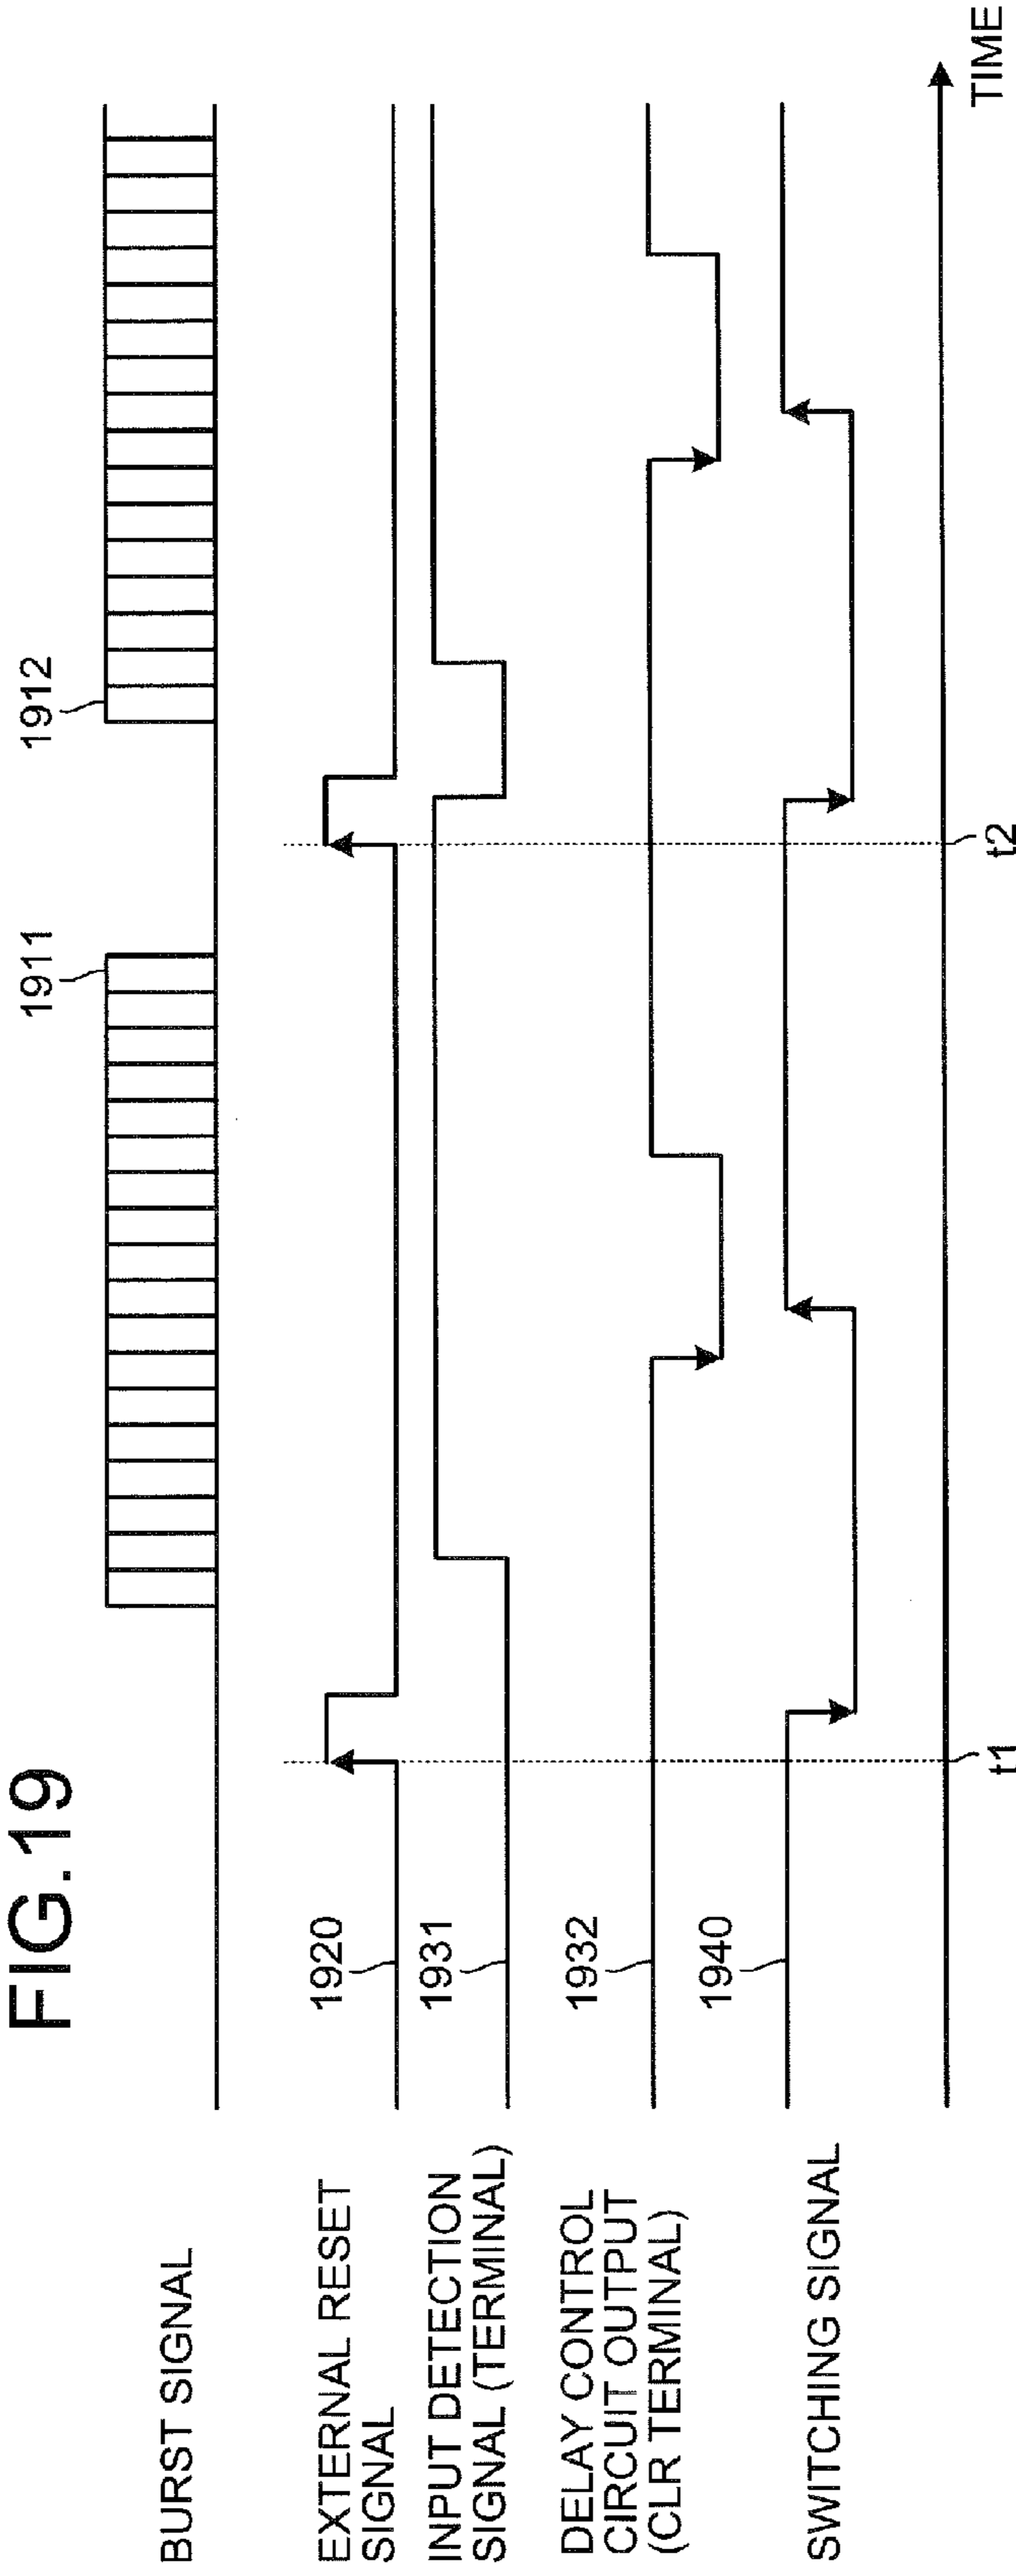 FIG.19
1911
1912
BURST SIGNAL
EXTERNAL RESET
SIGNAL
1920
INPUT DETECTION
SIGNAL (TERMINAL)
1931
DELAY CONTROL
CIRCUIT OUTPUT
(CLR TERMINAL)
1932
SWITCHING SIGNAL
1940
t1
t2
TIME